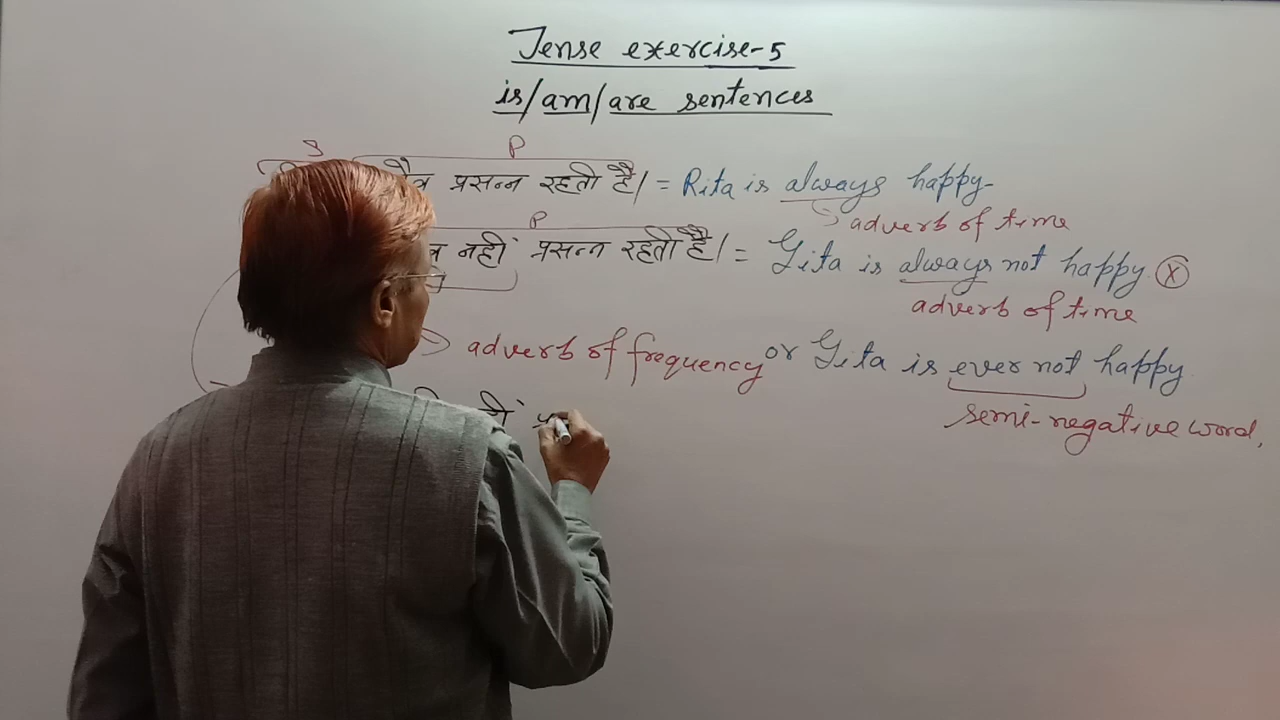 Tense exercise-5
is/am/are sentences
S P
प्रसन्न रहती है। = Rita is always happy.
adverb of time
P
नहीं प्रसन्न रहती है। = Gita is always not happy. X
adverb of time
adverb of frequency or Gita is ever not happy
semi-negative word,